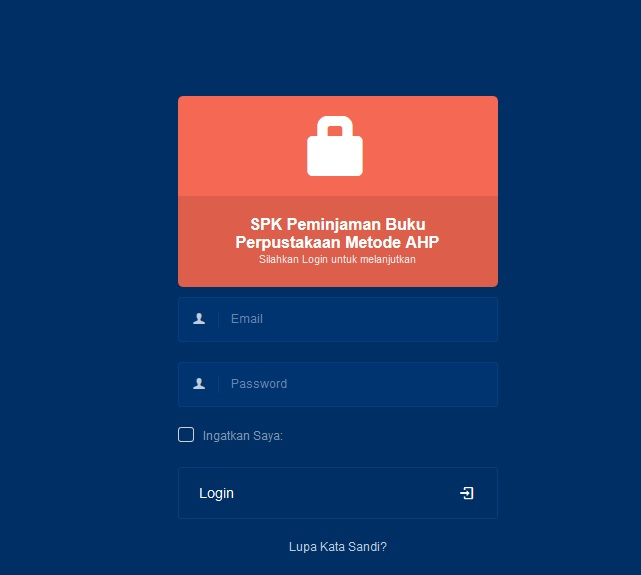 SPK Peminjaman Buku
Perpustakaan Metode AHP
Silahkan Login untuk melanjutkan
Email
Password
Ingatkan Saya:
Login
Lupa Kata Sandi?